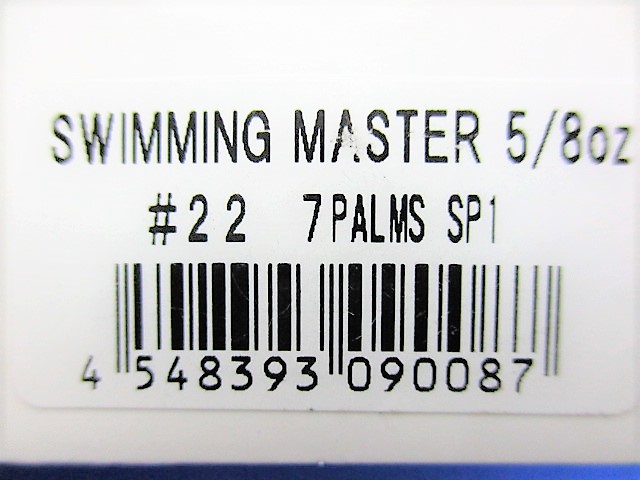 SWIMMING MASTER 5/8oz
#22 7PALMS SP1
4 548393 090087